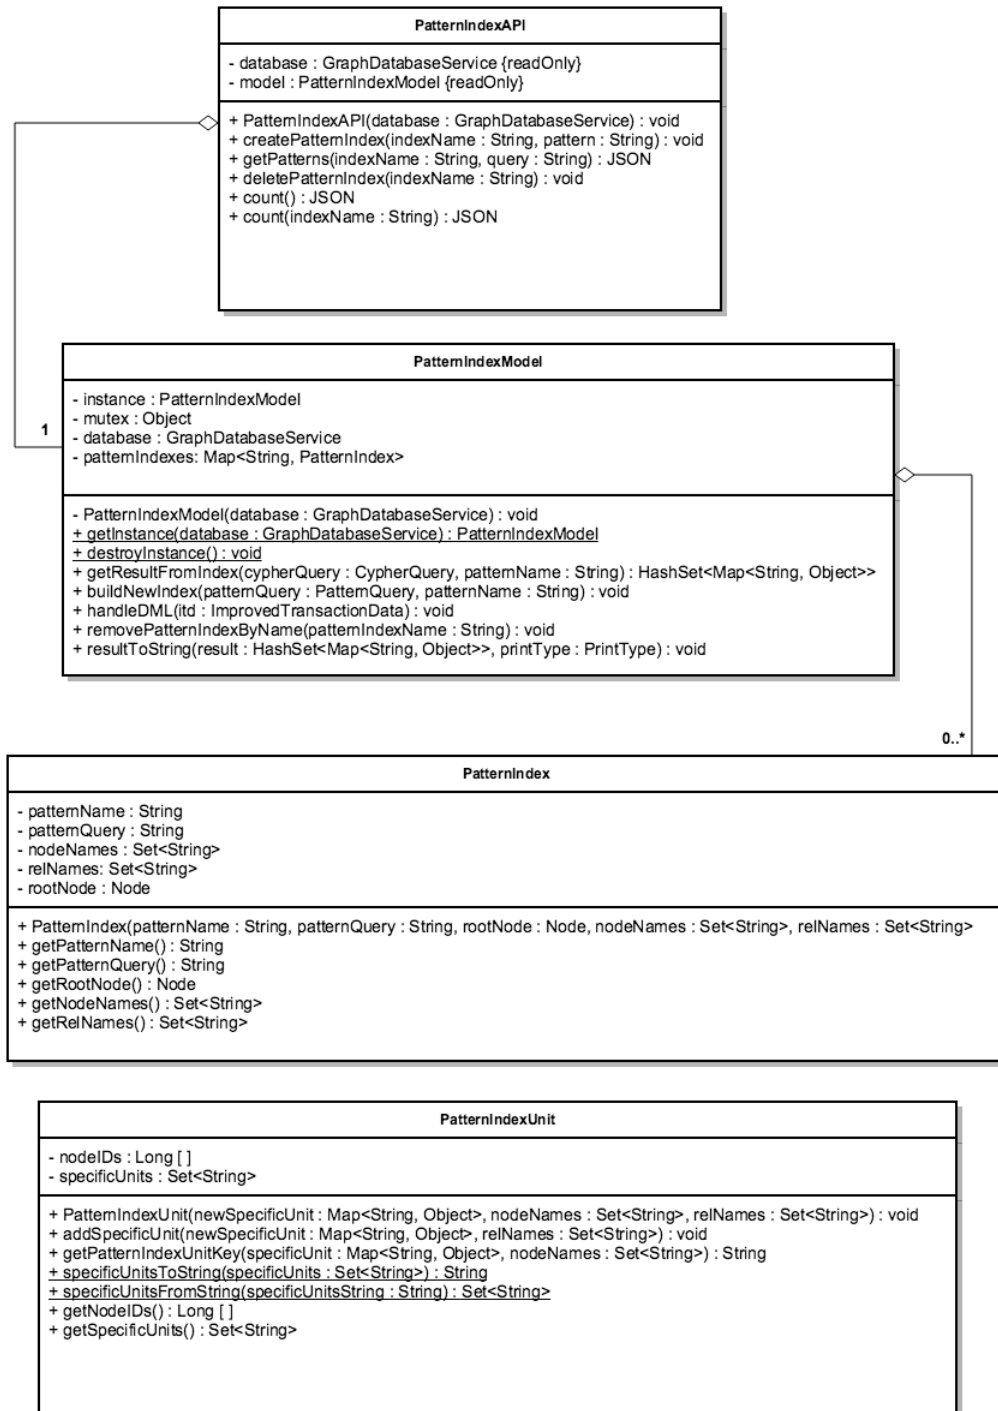 PatternIndexAPI
- database : GraphDatabaseService {readOnly}
- model : PatternIndexModel {readOnly}
+ PatternIndexAPI(database : GraphDatabaseService) : void
+ createPatternIndex(indexName : String, pattern : String) : void
+ getPatterns(indexName : String, query : String) : JSON
+ deletePatternIndex(indexName : String) : void
+ count() : JSON
+ count(indexName : String) : JSON
PatternIndexModel
- instance : PatternIndexModel
- mutex : Object
- database : GraphDatabaseService
- patternIndexes: Map<String, PatternIndex>
1
- PatternIndexModel(database : GraphDatabaseService) : void
+ getInstance(database : GraphDatabaseService) : PatternIndexModel
+ destroyInstance() : void
+ getResultFromIndex(cypherQuery : CypherQuery, patternName : String) : HashSet<Map<String, Object>>
+ buildNewIndex(patternQuery : PatternQuery, patternName : String) : void
+ handleDML(itd : ImprovedTransactionData) : void
+ removePatternIndexByName(patternIndexName : String) : void
+ resultToString(result : HashSet<Map<String, Object>>, printType : PrintType) : void
0..*
PatternIndex
- patternName : String
- patternQuery : String
- nodeNames : Set<String>
- relNames: Set<String>
- rootNode : Node
+ PatternIndex(patternName : String, patternQuery : String, rootNode : Node, nodeNames : Set<String>, relNames : Set<String>
+ getPatternName() : String
+ getPatternQuery() : String
+ getRootNode() : Node
+ getNodeNames() : Set<String>
+ getRelNames() : Set<String>
PatternIndexUnit
- nodeIDs : Long [ ]
- specificUnits : Set<String>
+ PatternIndexUnit(newSpecificUnit : Map<String, Object>, nodeNames : Set<String>, relNames : Set<String>) : void
+ addSpecificUnit(newSpecificUnit : Map<String, Object>, relNames : Set<String>) : void
+ getPatternIndexUnitKey(specificUnit : Map<String, Object>, nodeNames : Set<String>) : String
+ specificUnitsToString(specificUnits : Set<String>) : String
+ specificUnitsFromString(specificUnitsString : String) : Set<String>
+ getNodeIDs() : Long [ ]
+ getSpecificUnits() : Set<String>